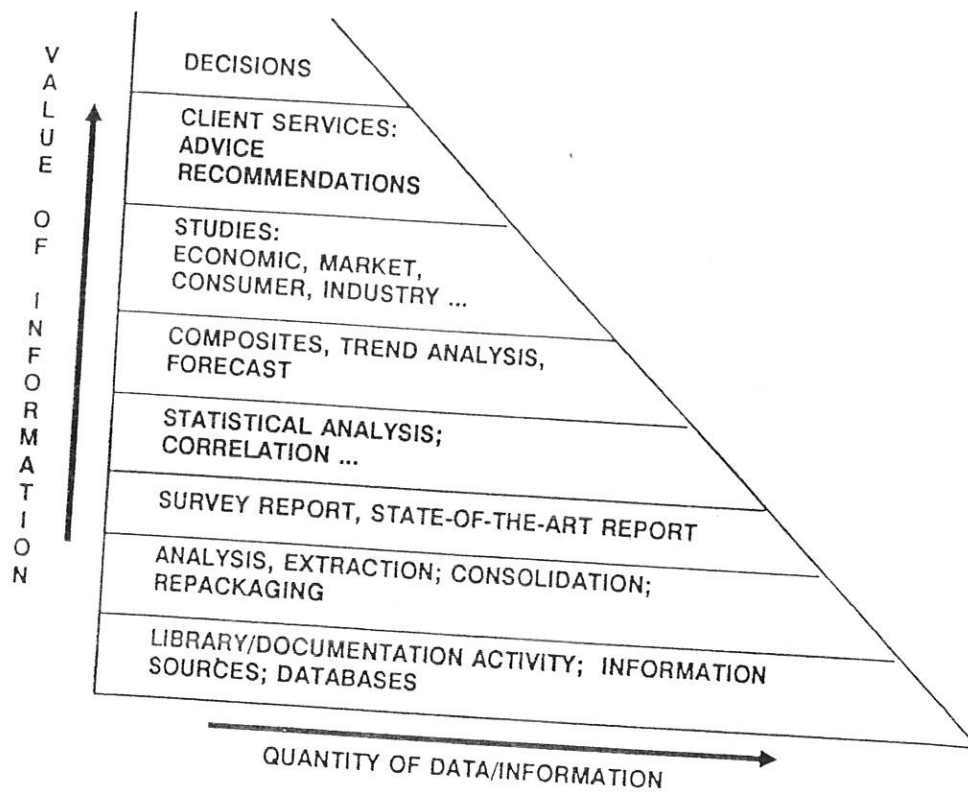 VALUE OF INFORMATION
DECISIONS
CLIENT SERVICES:
ADVICE
RECOMMENDATIONS
STUDIES:
ECONOMIC, MARKET,
CONSUMER, INDUSTRY ...
COMPOSITES, TREND ANALYSIS,
FORECAST
STATISTICAL ANALYSIS;
CORRELATION ...
SURVEY REPORT, STATE-OF-THE-ART REPORT
ANALYSIS, EXTRACTION; CONSOLIDATION;
REPACKAGING
LIBRARY/DOCUMENTATION ACTIVITY; INFORMATION
SOURCES; DATABASES
QUANTITY OF DATA/INFORMATION